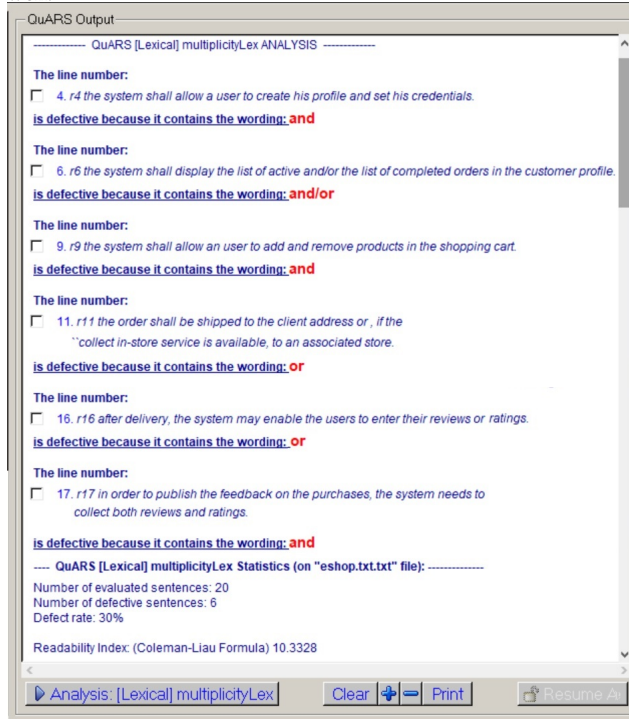 QuARS Output
------------- QuARS [Lexical] multiplicityLex ANALYSIS -------------
The line number:
4. r4 the system shall allow a user to create his profile and set his credentials.
is defective because it contains the wording: and
The line number:
6. r6 the system shall display the list of active and/or the list of completed orders in the customer profile.
is defective because it contains the wording: and/or
The line number:
9. r9 the system shall allow an user to add and remove products in the shopping cart.
is defective because it contains the wording: and
The line number:
11. r11 the order shall be shipped to the client address or , if the
``collect in-store service is available, to an associated store.
is defective because it contains the wording: or
The line number:
16. r16 after delivery, the system may enable the users to enter their reviews or ratings.
is defective because it contains the wording: or
The line number:
17. r17 in order to publish the feedback on the purchases, the system needs to
collect both reviews and ratings.
is defective because it contains the wording: and
---- QuARS [Lexical] multiplicityLex Statistics (on "eshop.txt.txt" file): --------------
Number of evaluated sentences: 20
Number of defective sentences: 6
Defect rate: 30%
Readability Index: (Coleman-Liau Formula) 10.3328
Analysis: [Lexical] multiplicityLex Clear Print Resume